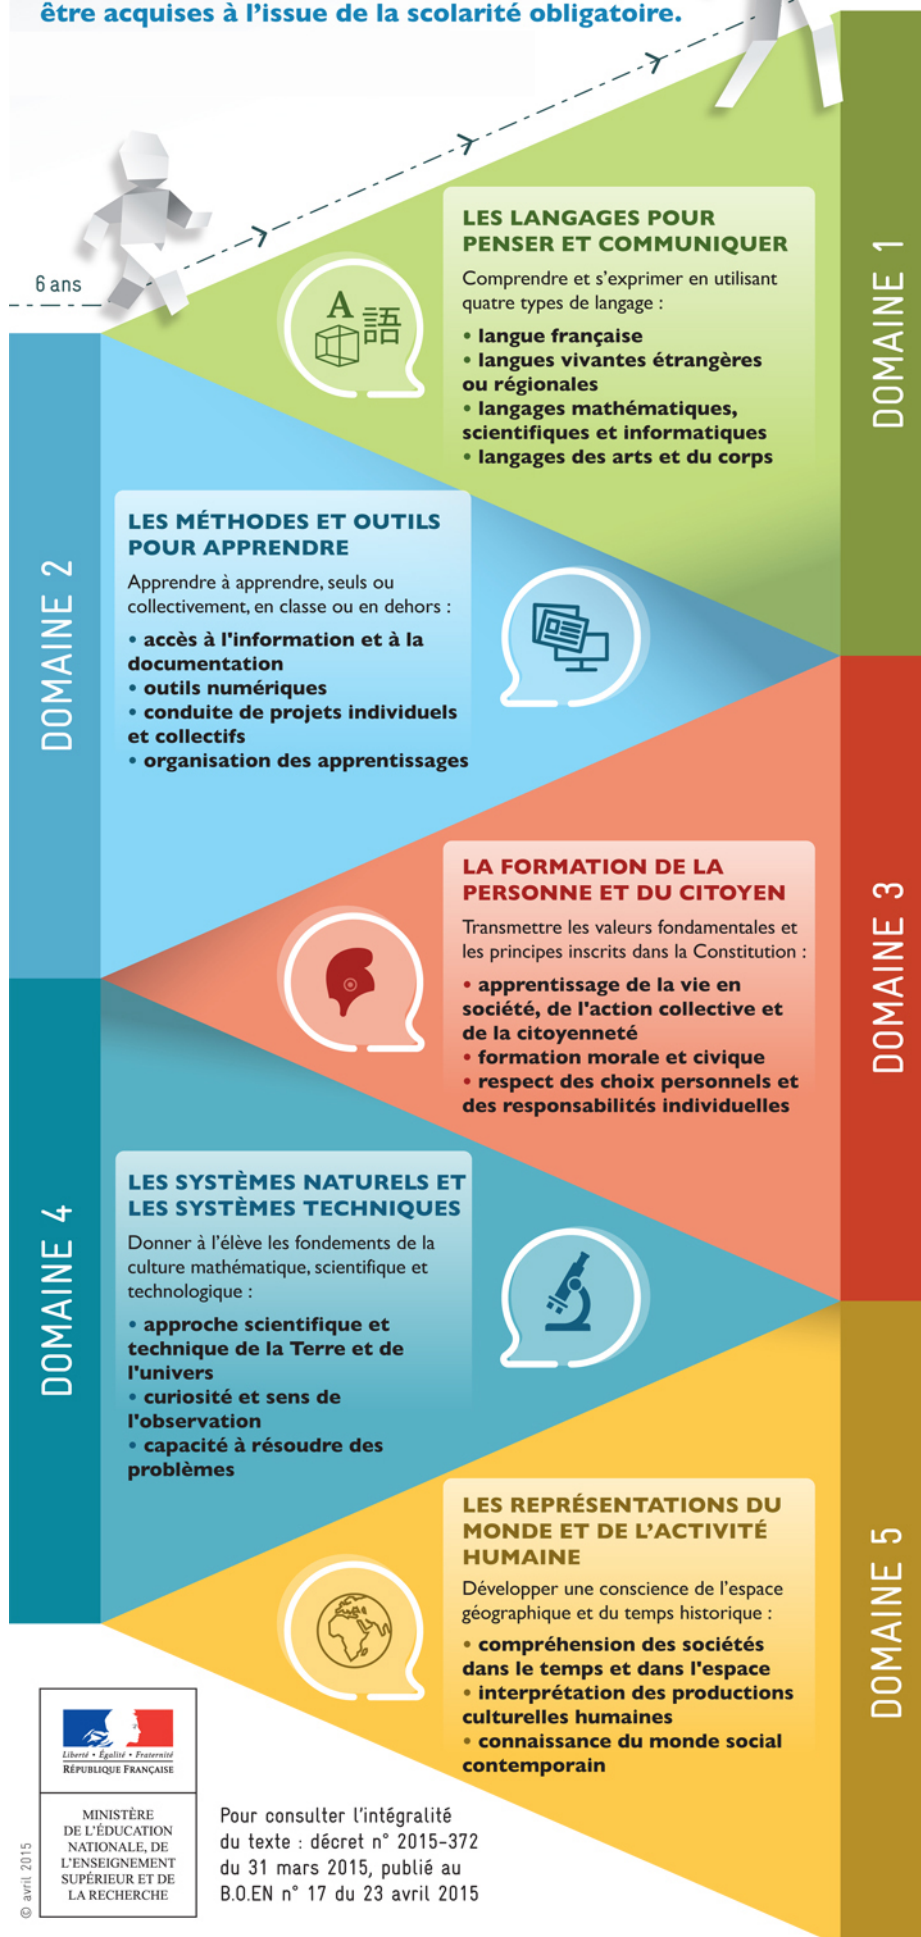 être acquises à l'issue de la scolarité obligatoire.
6 ans
LES LANGAGES POUR
PENSER ET COMMUNIQUER
Comprendre et s'exprimer en utilisant
quatre types de langage :
• langue française
• langues vivantes étrangères
ou régionales
• langages mathématiques,
scientifiques et informatiques
• langages des arts et du corps
A 語
DOMAINE 1
LES MÉTHODES ET OUTILS
POUR APPRENDRE
Apprendre à apprendre, seuls ou
collectivement, en classe ou en dehors :
• accès à l'information et à la
documentation
• outils numériques
• conduite de projets individuels
et collectifs
• organisation des apprentissages
DOMAINE 2
LA FORMATION DE LA
PERSONNE ET DU CITOYEN
Transmettre les valeurs fondamentales et
les principes inscrits dans la Constitution :
• apprentissage de la vie en
société, de l'action collective et
de la citoyenneté
• formation morale et civique
• respect des choix personnels et
des responsabilités individuelles
DOMAINE 3
LES SYSTÈMES NATURELS ET
LES SYSTÈMES TECHNIQUES
Donner à l'élève les fondements de la
culture mathématique, scientifique et
technologique :
• approche scientifique et
technique de la Terre et de
l'univers
• curiosité et sens de
l'observation
• capacité à résoudre des
problèmes
DOMAINE 4
LES REPRÉSENTATIONS DU
MONDE ET DE L'ACTIVITÉ
HUMAINE
Développer une conscience de l'espace
géographique et du temps historique :
• compréhension des sociétés
dans le temps et dans l'espace
• interprétation des productions
culturelles humaines
• connaissance du monde social
contemporain
DOMAINE 5
Liberté • Égalité • Fraternité
RÉPUBLIQUE FRANÇAISE
MINISTÈRE
DE L'ÉDUCATION
NATIONALE, DE
L'ENSEIGNEMENT
SUPÉRIEUR ET DE
LA RECHERCHE
© avril 2015
Pour consulter l'intégralité
du texte : décret n° 2015-372
du 31 mars 2015, publié au
B.O.EN n° 17 du 23 avril 2015